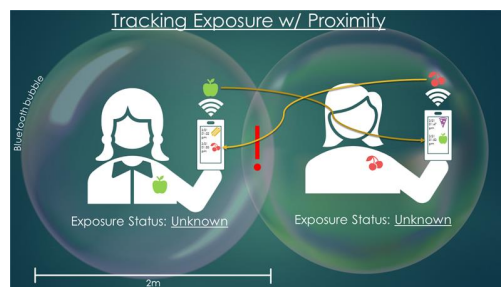 Tracking Exposure w/ Proximity
Bluetooth bubble
Exposure Status: Unknown
Exposure Status: Unknown
2m